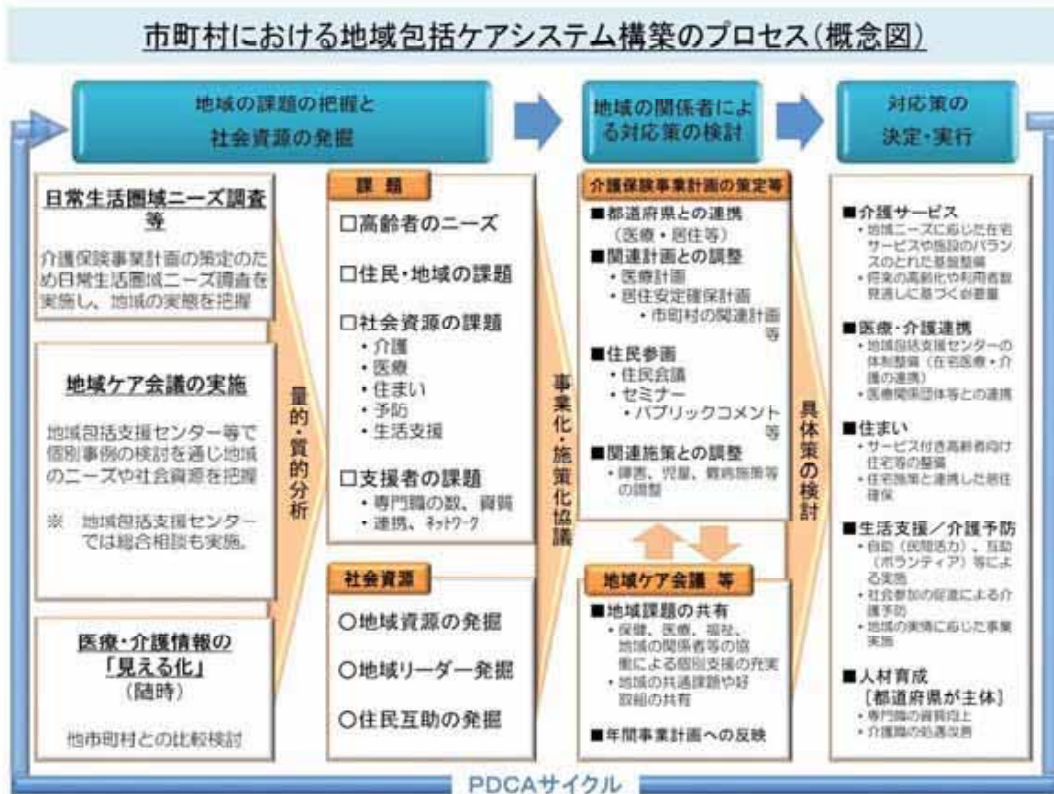 市町村における地域包括ケアシステム構築のプロセス(概念図)
地域の課題の把握と
社会資源の発掘
地域の関係者によ
る対応策の検討
対応策の
決定・実行
日常生活圏域ニーズ調査
等
介護保険事業計画の策定のた
め日常生活圏域ニーズ調査を
実施し、地域の実態を把握
地域ケア会議の実施
地域包括支援センター等で
個別事例の検討を通じ地域
のニーズや社会資源を把握
※ 地域包括支援センター
では総合相談も実施。
医療・介護情報の
「見える化」
(随時)
他市町村との比較検討
量的・質的分析
課題
□高齢者のニーズ
□住民・地域の課題
□社会資源の課題
・介護
・医療
・住まい
・予防
・生活支援
□支援者の課題
・専門職の数、資質
・連携、ネットワーク
社会資源
○地域資源の発掘
○地域リーダー発掘
○住民互助の発掘
事業化・施策化協議
介護保険事業計画の策定等
■都道府県との連携
(医療・居住等)
■関連計画との調整
・医療計画
・居住安定確保計画
・市町村の関連計画
等
■住民参画
・住民会議
・セミナー
・パブリックコメント
等
■関連施策との調整
・障害、児童、難病施策等
の調整
地域ケア会議 等
■地域課題の共有
・保健、医療、福祉、
地域の関係者等の協
働による個別支援の充実
・地域の共通課題や好
取組の共有
■年間事業計画への反映
具体策の検討
■介護サービス
・地域ニーズに応じた在宅
サービスや施設のバラン
スのとれた基盤整備
・将来の高齢化や利用者数
見通しに基づく必要量
■医療・介護連携
・地域包括支援センターの
体制整備(在宅医療・介
護の連携)
・医療関係団体等との連携
■住まい
・サービス付き高齢者向け
住宅等の整備
・住宅施策と連携した居住
確保
■生活支援/介護予防
・自助(民間活力)、互助
(ボランティア)等によ
る実施
・社会参加の促進による介
護予防
・地域の実情に応じた事業
実施
■人材育成
[都道府県が主体]
・専門職の資質向上
・介護職の処遇改善
PDCAサイクル